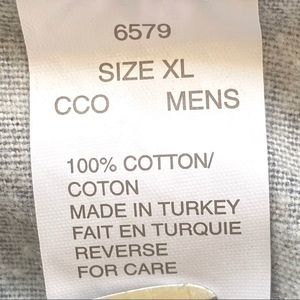 6579
SIZE XL
CCO MENS
100% COTTON/
COTON
MADE IN TURKEY
FAIT EN TURQUIE
REVERSE
FOR CARE